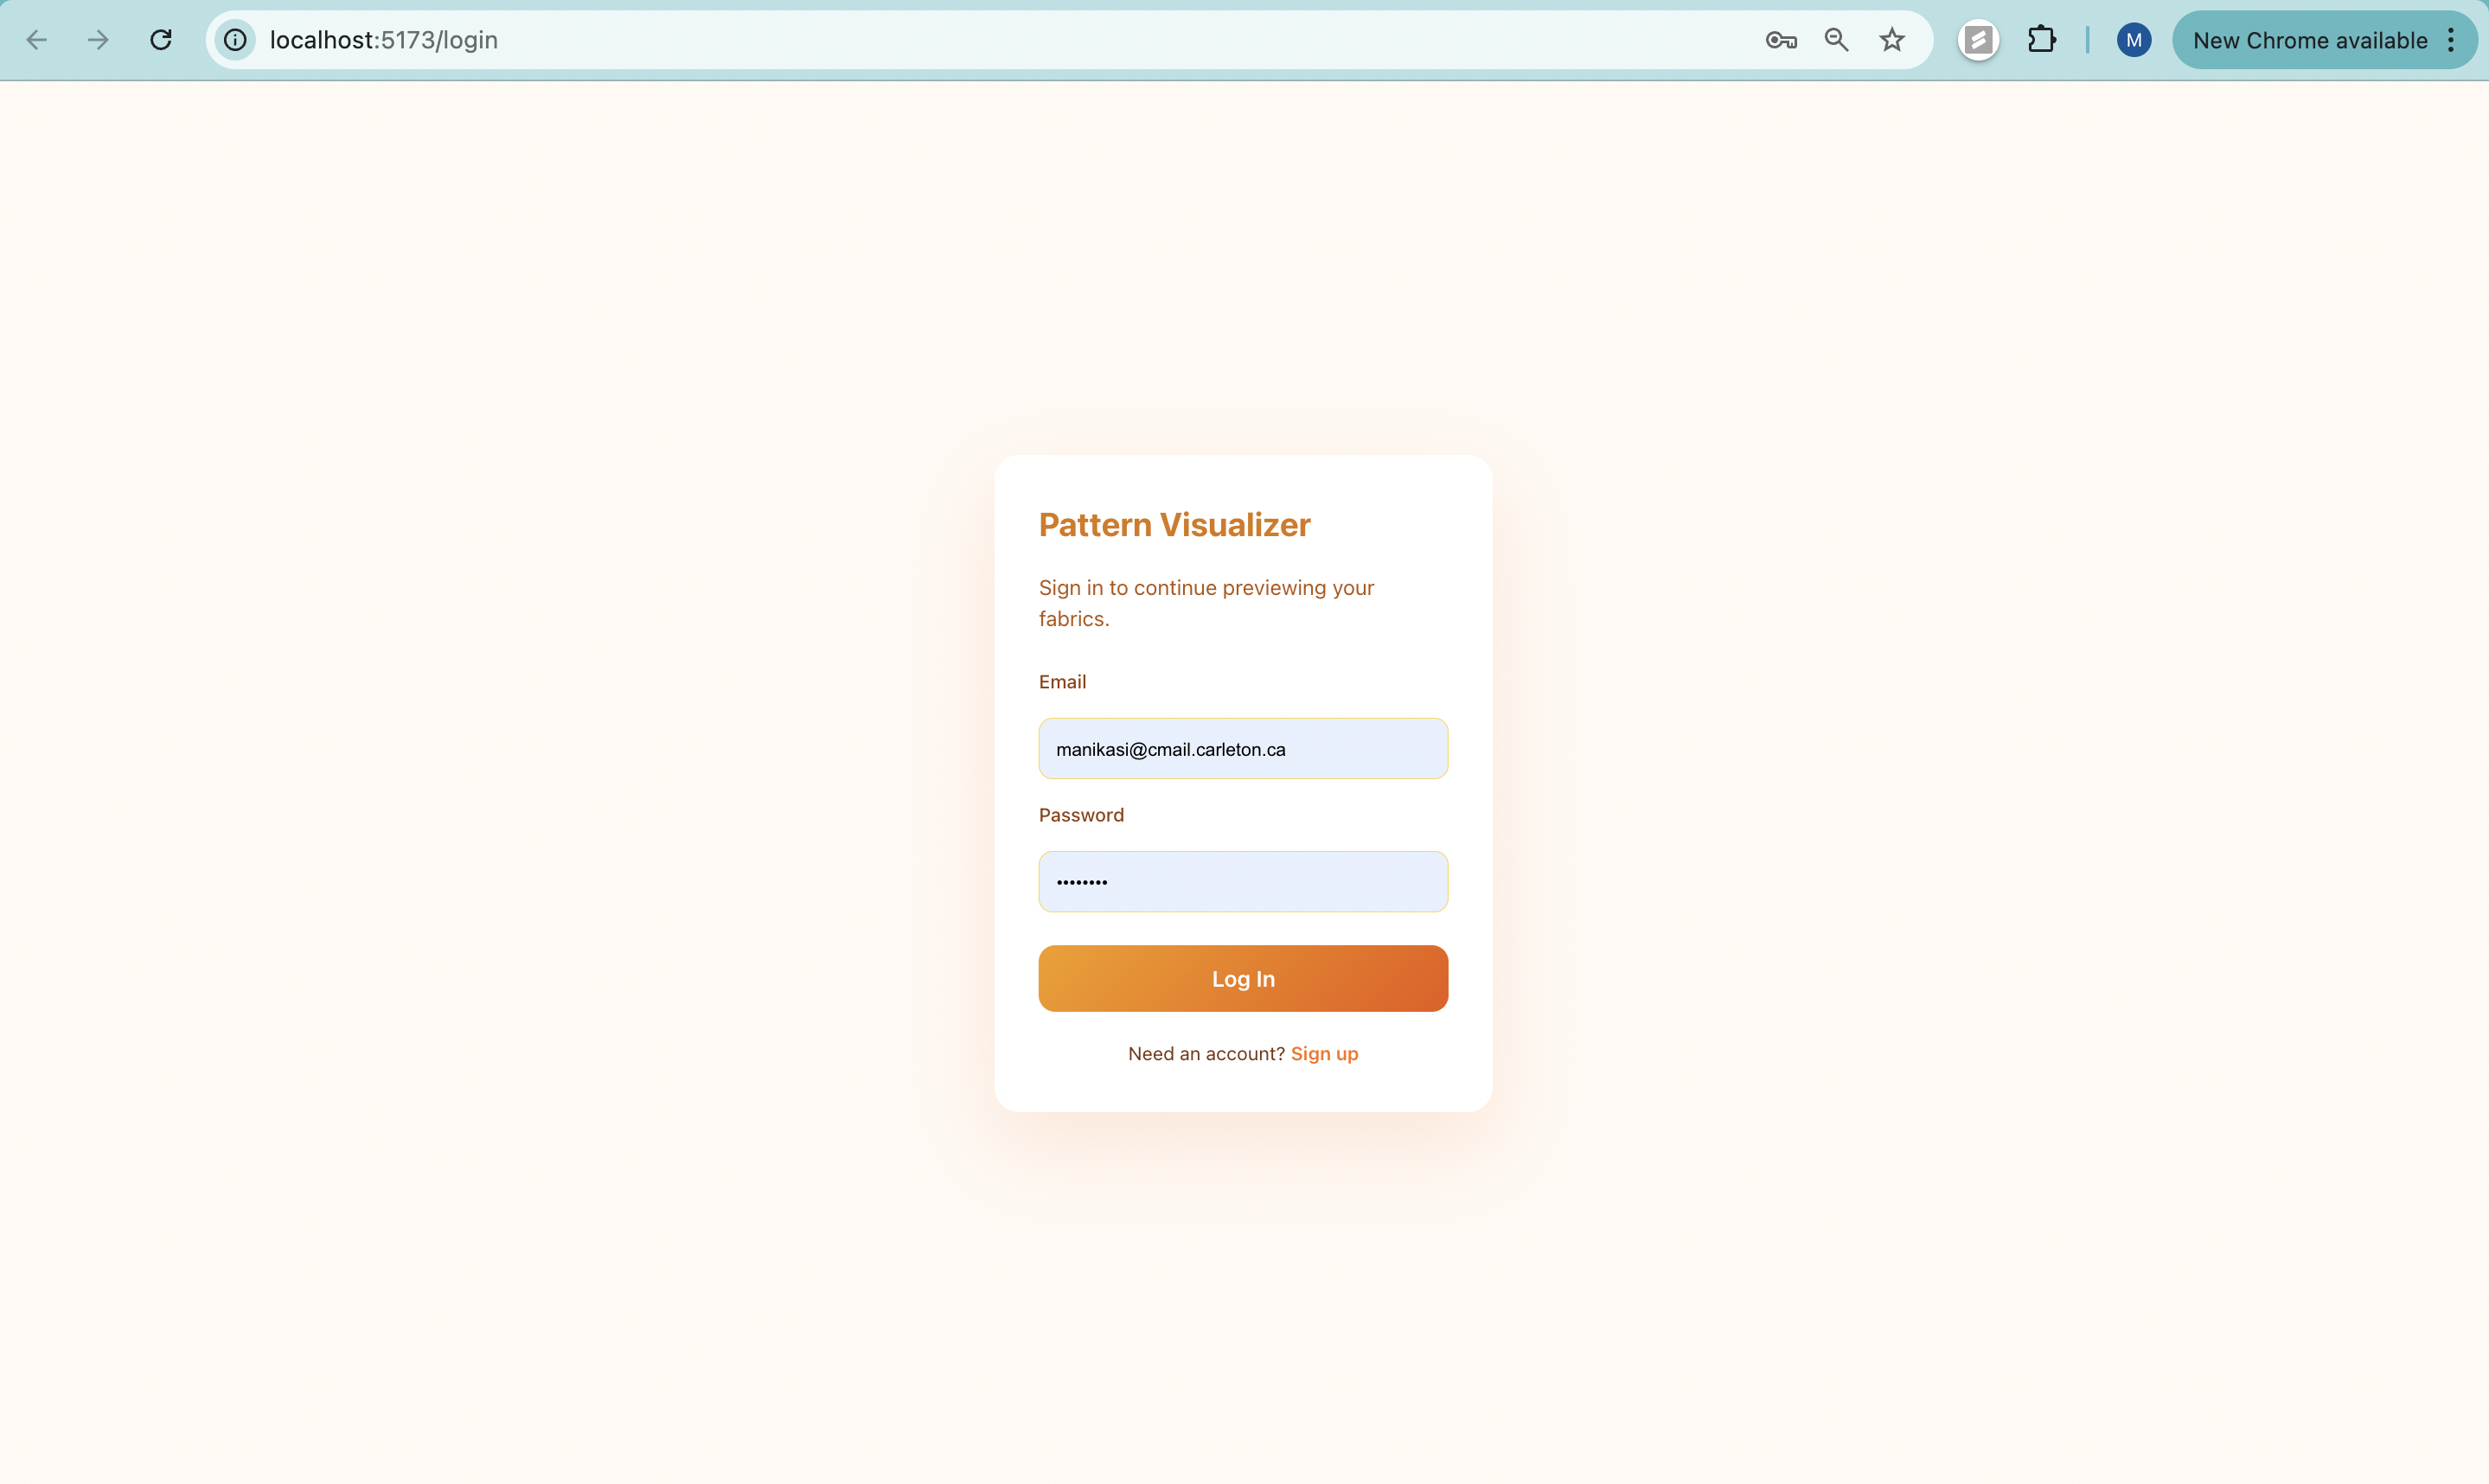 localhost:5173/login
M
New Chrome available
Pattern Visualizer
Sign in to continue previewing your
fabrics.
Email
manikasi@cmail.carleton.ca
Password
••••••••
Log In
Need an account? Sign up